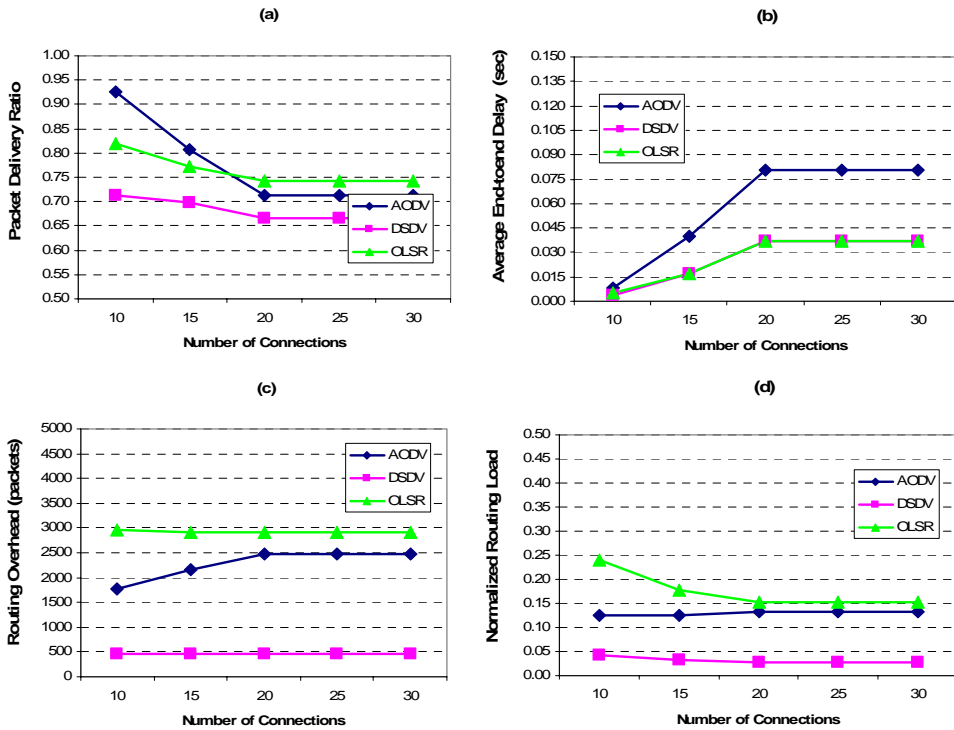 (a)
Packet Delivery Ratio
1.00
0.95
0.90
0.85
0.80
0.75
0.70
0.65
0.60
0.55
0.50
AODV
DSDV
OLSR
10 15 20 25 30
Number of Connections
(b)
Average End-toend Delay (sec)
0.150
0.135
0.120
0.105
0.090
0.075
0.060
0.045
0.030
0.015
0.000
AODV
DSDV
OLSR
10 15 20 25 30
Number of Connections
(c)
Routing Overhead (packets)
5000
4500
4000
3500
3000
2500
2000
1500
1000
500
0
AODV
DSDV
OLSR
10 15 20 25 30
Number of Connections
(d)
Normalized Routing Load
0.50
0.45
0.40
0.35
0.30
0.25
0.20
0.15
0.10
0.05
0.00
AODV
DSDV
OLSR
10 15 20 25 30
Number of Connections